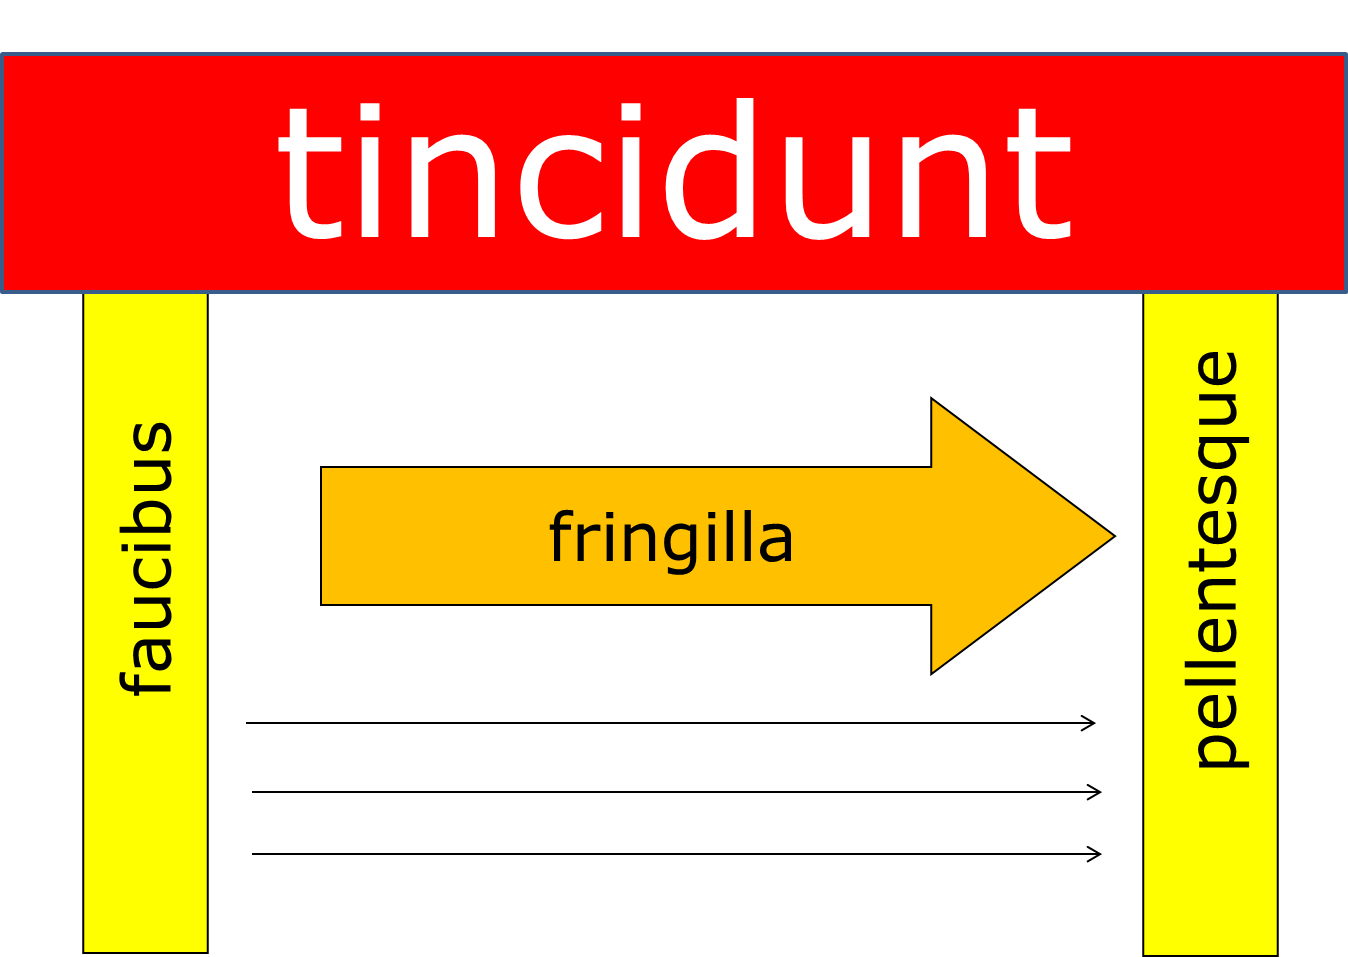 tincidunt
faucibus
fringilla
pellentesque